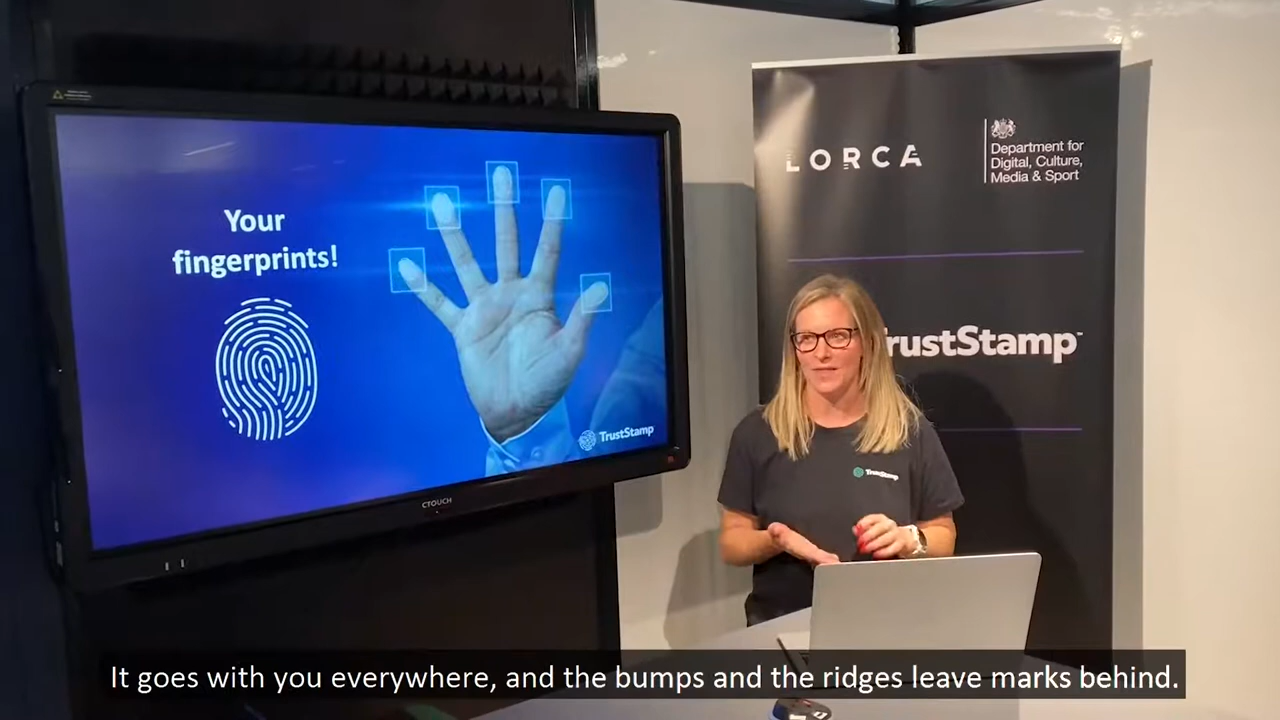 Your
fingerprints!
TrustStamp
CTOUCH
LORCA
Department for
Digital, Culture,
Media & Sport
rustStamp™
TrustStamp
It goes with you everywhere, and the bumps and the ridges leave marks behind.